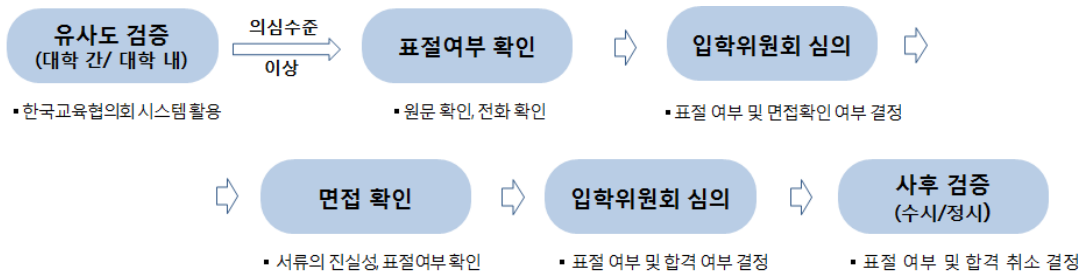 유사도 검증
(대학 간/ 대학 내)
의심수준
이상
표절여부 확인
입학위원회 심의
▪ 한국교육협의회 시스템 활용
▪ 원문 확인, 전화 확인
▪ 표절 여부 및 면접확인 여부 결정
면접 확인
입학위원회 심의
사후 검증
(수시/정시)
▪ 서류의 진실성, 표절여부 확인
▪ 표절 여부 및 합격 여부 결정
▪ 표절 여부 및 합격 취소 결정